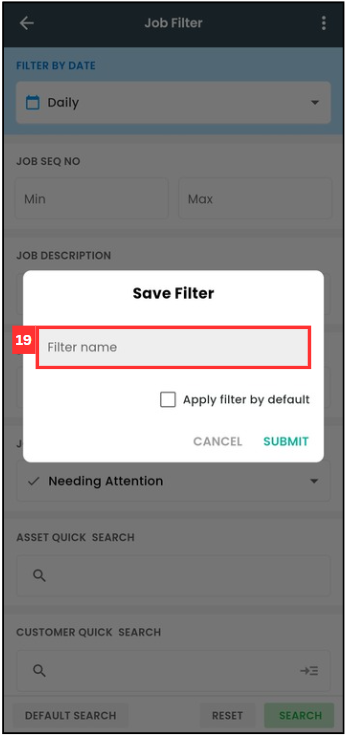 Job Filter
FILTER BY DATE
Daily
JOB SEQ NO
Min Max
JOB DESCRIPTION
Save Filter
19
Filter name
Apply filter by default
CANCEL SUBMIT
J
Needing Attention
ASSET QUICK SEARCH
CUSTOMER QUICK SEARCH
DEFAULT SEARCH RESET SEARCH